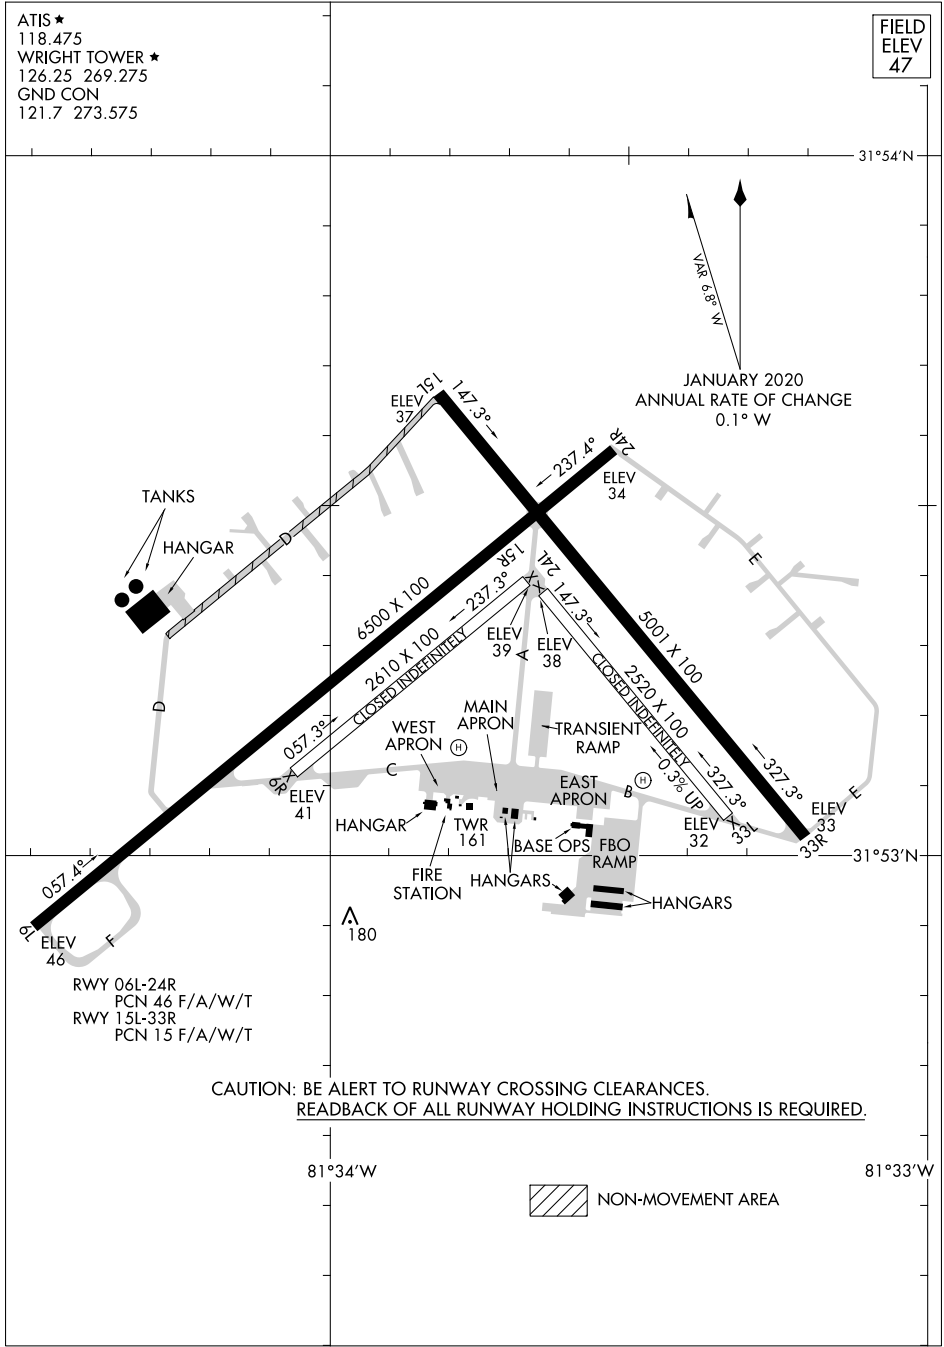 ATIS ★
118.475
WRIGHT TOWER ★
126.25 269.275
GND CON
121.7 273.575
FIELD
ELEV
47
31°54'N
VAR 6.8° W
JANUARY 2020
ANNUAL RATE OF CHANGE
0.1° W
15L
147.3°
ELEV
37
24R
237.4°
ELEV
34
TANKS
HANGAR
D
E
15R
24L
6500 X 100
237.3°
147.3°
5001 X 100
ELEV
39
ELEV
38
A
2610 X 100
CLOSED INDEFINITELY
2520 X 100
CLOSED INDEFINITELY
D
057.3°
MAIN
APRON
WEST
APRON
H
TRANSIENT
RAMP
C
6R
ELEV
41
EAST
APRON
H
B
0.3% UP
327.3°
327.3°
E
ELEV
33
33R
ELEV
32
33L
HANGAR
TWR
161
BASE OPS
FBO
RAMP
31°53'N
FIRE
STATION
HANGARS
HANGARS
057.4°
6L
ELEV
46
F
180
RWY 06L-24R
PCN 46 F/A/W/T
RWY 15L-33R
PCN 15 F/A/W/T
CAUTION: BE ALERT TO RUNWAY CROSSING CLEARANCES.
READBACK OF ALL RUNWAY HOLDING INSTRUCTIONS IS REQUIRED.
81°34'W
81°33'W
NON-MOVEMENT AREA